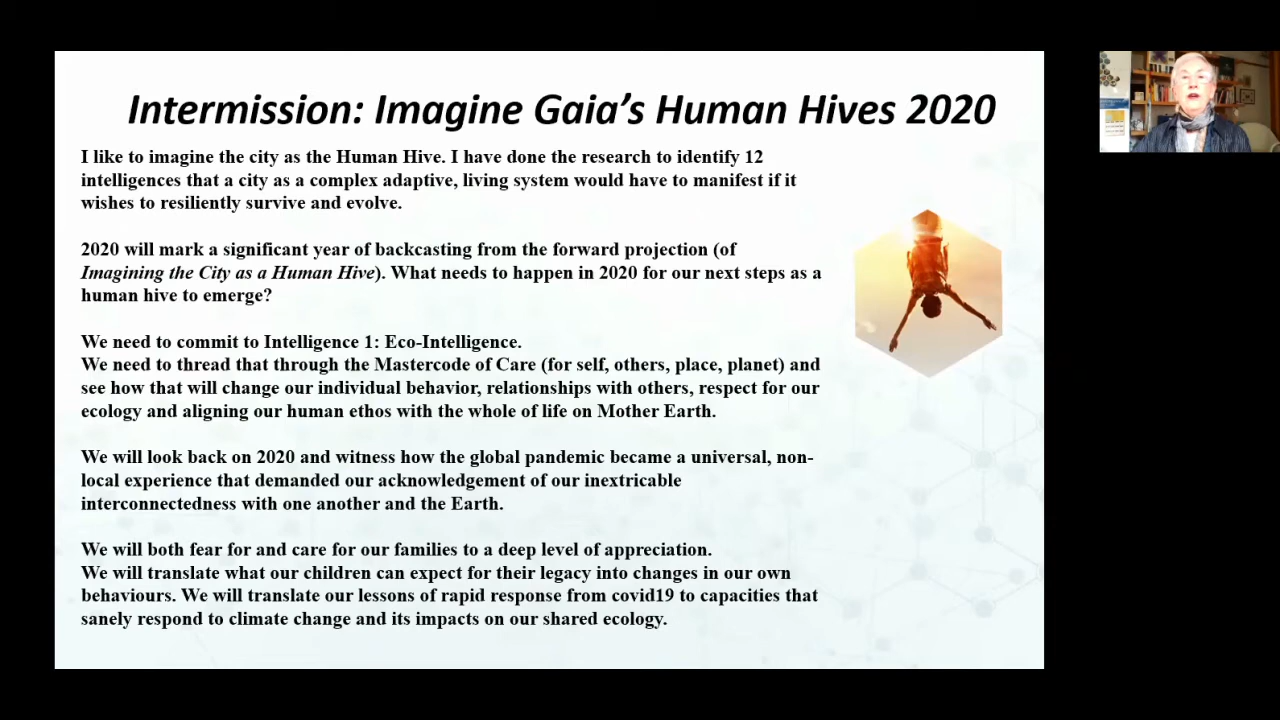 Intermission: Imagine Gaia's Human Hives 2020
I like to imagine the city as the Human Hive. I have done the research to identify 12
intelligences that a city as a complex adaptive, living system would have to manifest if it
wishes to resiliently survive and evolve.
2020 will mark a significant year of backcasting from the forward projection (of
Imagining the City as a Human Hive). What needs to happen in 2020 for our next steps as a
human hive to emerge?
We need to commit to Intelligence 1: Eco-Intelligence.
We need to thread that through the Mastercode of Care (for self, others, place, planet) and
see how that will change our individual behavior, relationships with others, respect for our
ecology and aligning our human ethos with the whole of life on Mother Earth.
We will look back on 2020 and witness how the global pandemic became a universal, non-
local experience that demanded our acknowledgement of our inextricable
interconnectedness with one another and the Earth.
We will both fear for and care for our families to a deep level of appreciation.
We will translate what our children can expect for their legacy into changes in our own
behaviours. We will translate our lessons of rapid response from covid19 to capacities that
sanely respond to climate change and its impacts on our shared ecology.